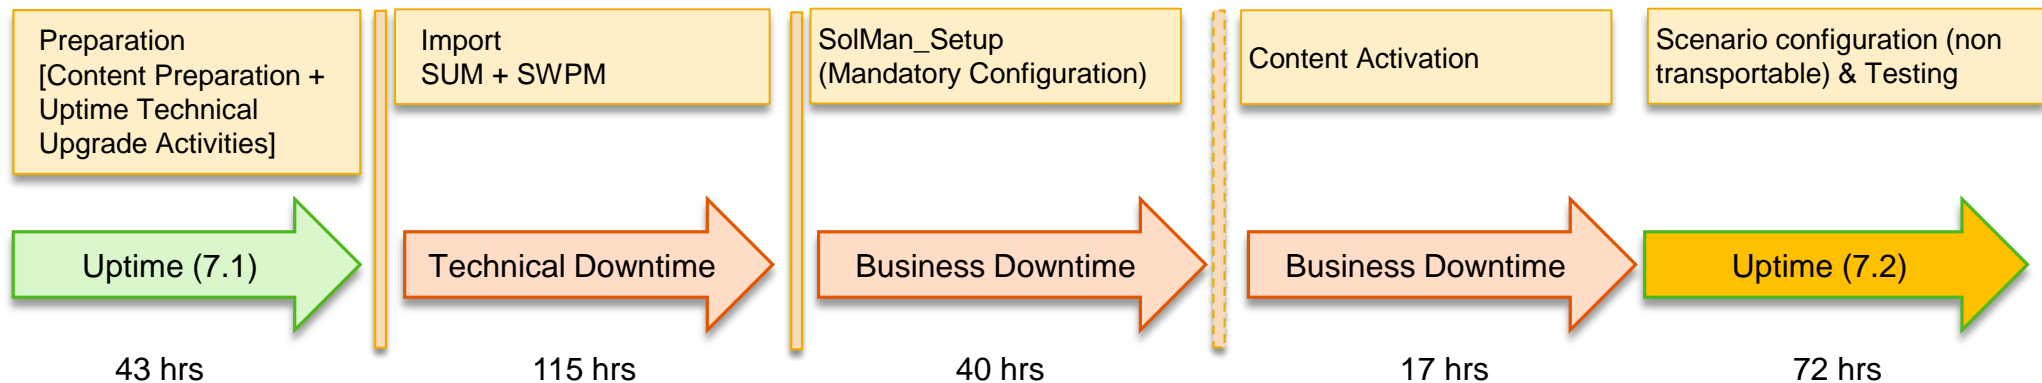 Preparation
[Content Preparation +
Uptime Technical
Upgrade Activities]
Import
SUM + SWPM
SolMan_Setup
(Mandatory Configuration)
Content Activation
Scenario configuration (non
transportable) & Testing
Uptime (7.1)
Technical Downtime
Business Downtime
Business Downtime
Uptime (7.2)
43 hrs
115 hrs
40 hrs
17 hrs
72 hrs